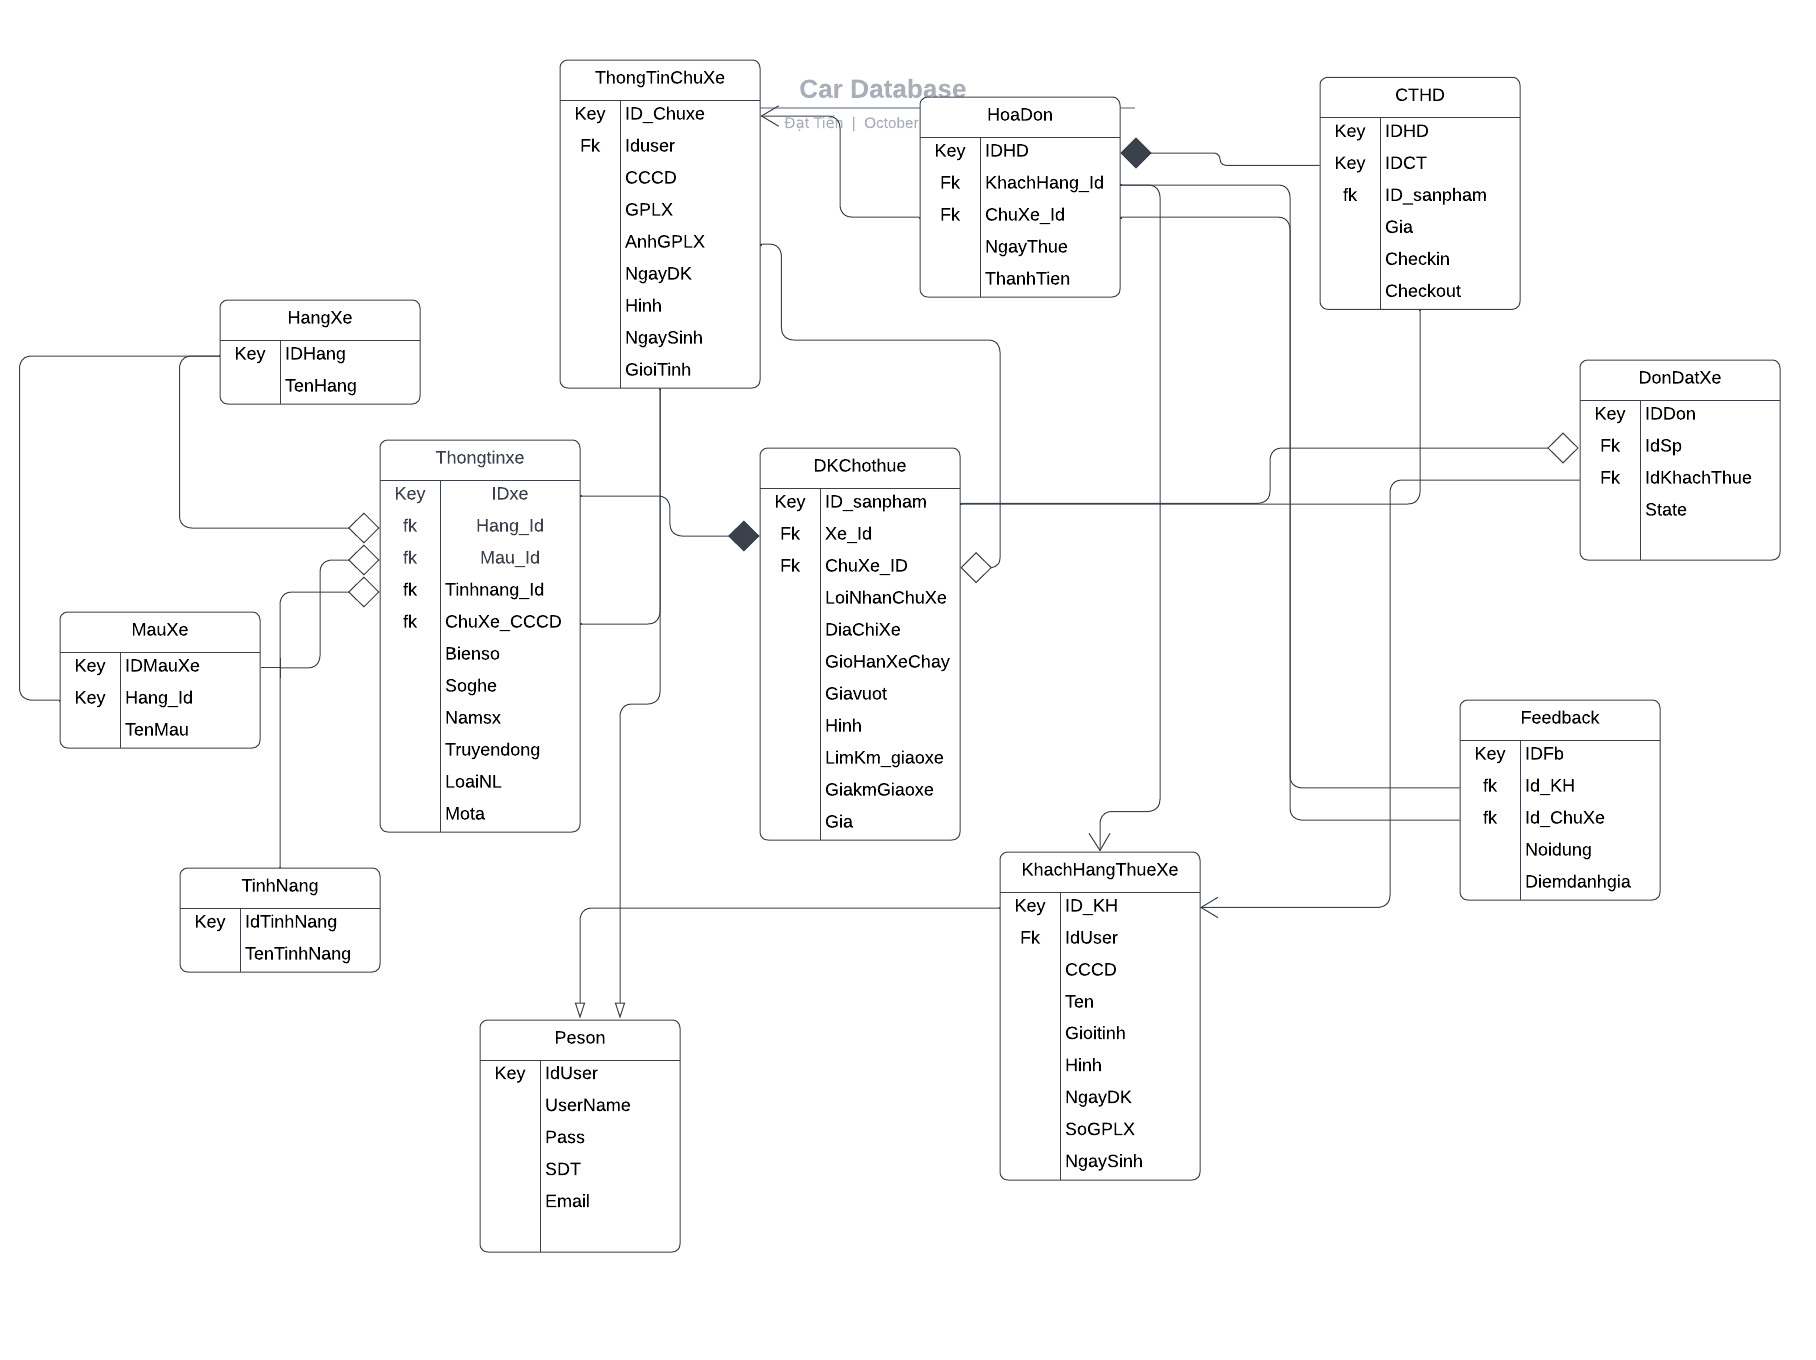 Car Database
Đạt Tiến | October
ThongTinChuXe
Key ID_Chuxe
Fk Iduser
CCCD
GPLX
AnhGPLX
NgayDK
Hinh
NgaySinh
GioiTinh
HoaDon
Key IDHD
Fk KhachHang_Id
Fk ChuXe_Id
NgayThue
ThanhTien
CTHD
Key IDHD
Key IDCT
fk ID_sanpham
Gia
Checkin
Checkout
HangXe
Key IDHang
TenHang
DonDatXe
Key IDDon
Fk IdSp
Fk IdKhachThue
State
Thongtinxe
Key IDxe
fk Hang_Id
fk Mau_Id
fk Tinhnang_Id
fk ChuXe_CCCD
Bienso
Soghe
Namsx
Truyendong
LoaiNL
Mota
DKChothue
Key ID_sanpham
Fk Xe_Id
Fk ChuXe_ID
LoiNhanChuXe
DiaChiXe
GioHanXeChay
Giavuot
Hinh
LimKm_giaoxe
GiakmGiaoxe
Gia
MauXe
Key IDMauXe
Key Hang_Id
TenMau
Feedback
Key IDFb
fk Id_KH
fk Id_ChuXe
Noidung
Diemdanhgia
TinhNang
Key IdTinhNang
TenTinhNang
KhachHangThueXe
Key ID_KH
Fk IdUser
CCCD
Ten
Gioitinh
Hinh
NgayDK
SoGPLX
NgaySinh
Peson
Key IdUser
UserName
Pass
SDT
Email